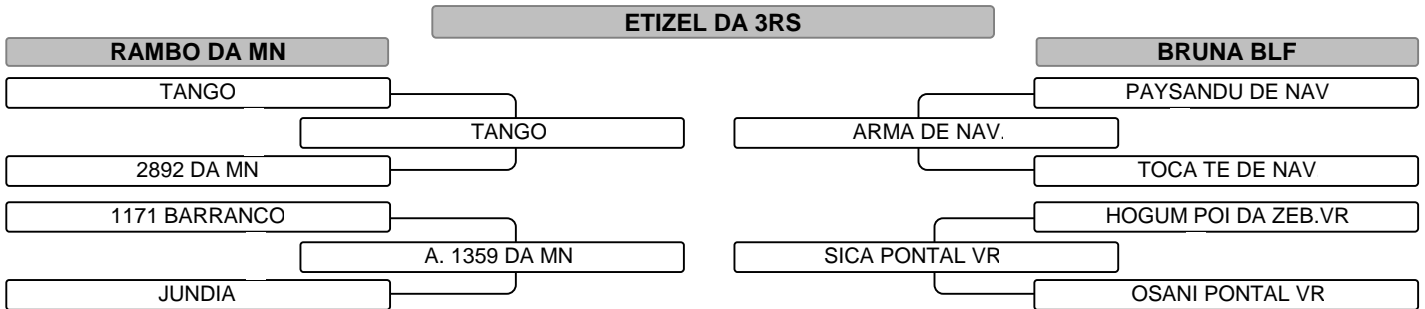 ETIZEL DA 3RS
RAMBO DA MN BRUNA BLF
TANGO PAYSANDU DE NAV
TANGO ARMA DE NAV.
2892 DA MN TOCA TE DE NAV
1171 BARRANCO HOGUM POI DA ZEB.VR
A. 1359 DA MN SICA PONTAL VR
JUNDIA OSANI PONTAL VR